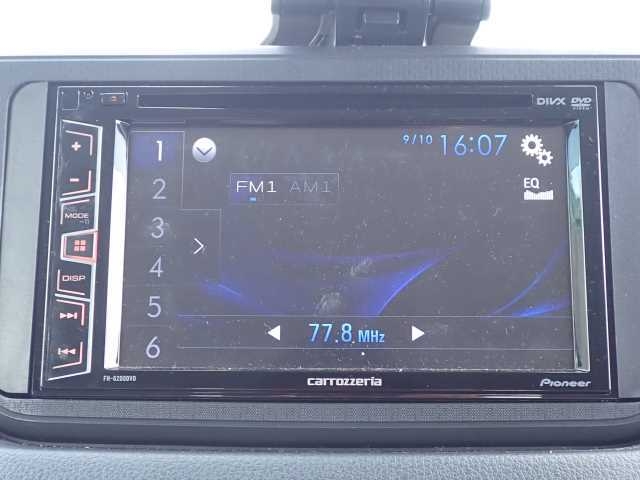 DIVX DVD VIDEO
9/10 16:07
EQ
FM1 AM1
1
2
3
4
5
6
+
-
MODE
DISP
77.8 MHz
FH-6200DVD
carrozzeria
Pioneer